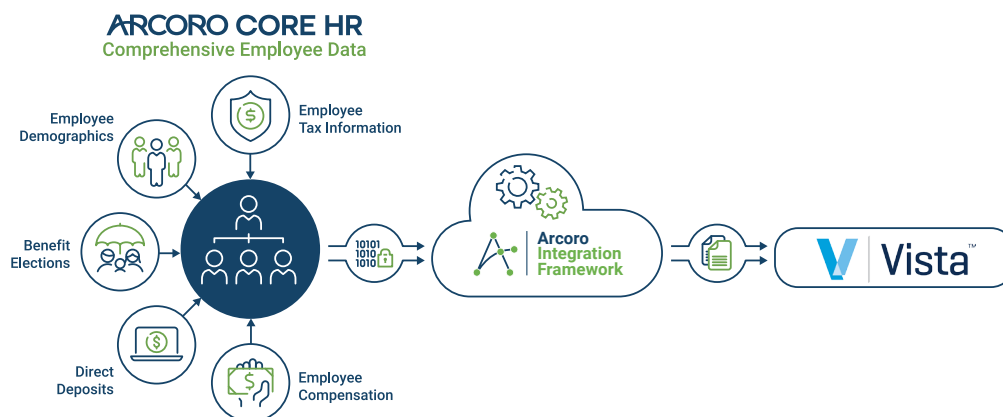 ARCORO CORE HR
Comprehensive Employee Data
Employee
Tax Information
Employee
Demographics
Benefit
Elections
Direct
Deposits
Employee
Compensation
10101
1010
1010
Arcoro
Integration
Framework
Vista™